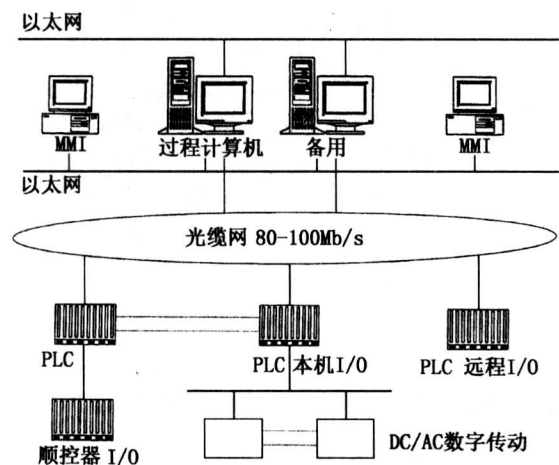 以太网
MMI
过程计算机
备用
MMI
以太网
光缆网 80-100Mb/s
PLC
PLC 本机I/O
PLC 远程I/O
顺控器 I/O
DC/AC数字传动